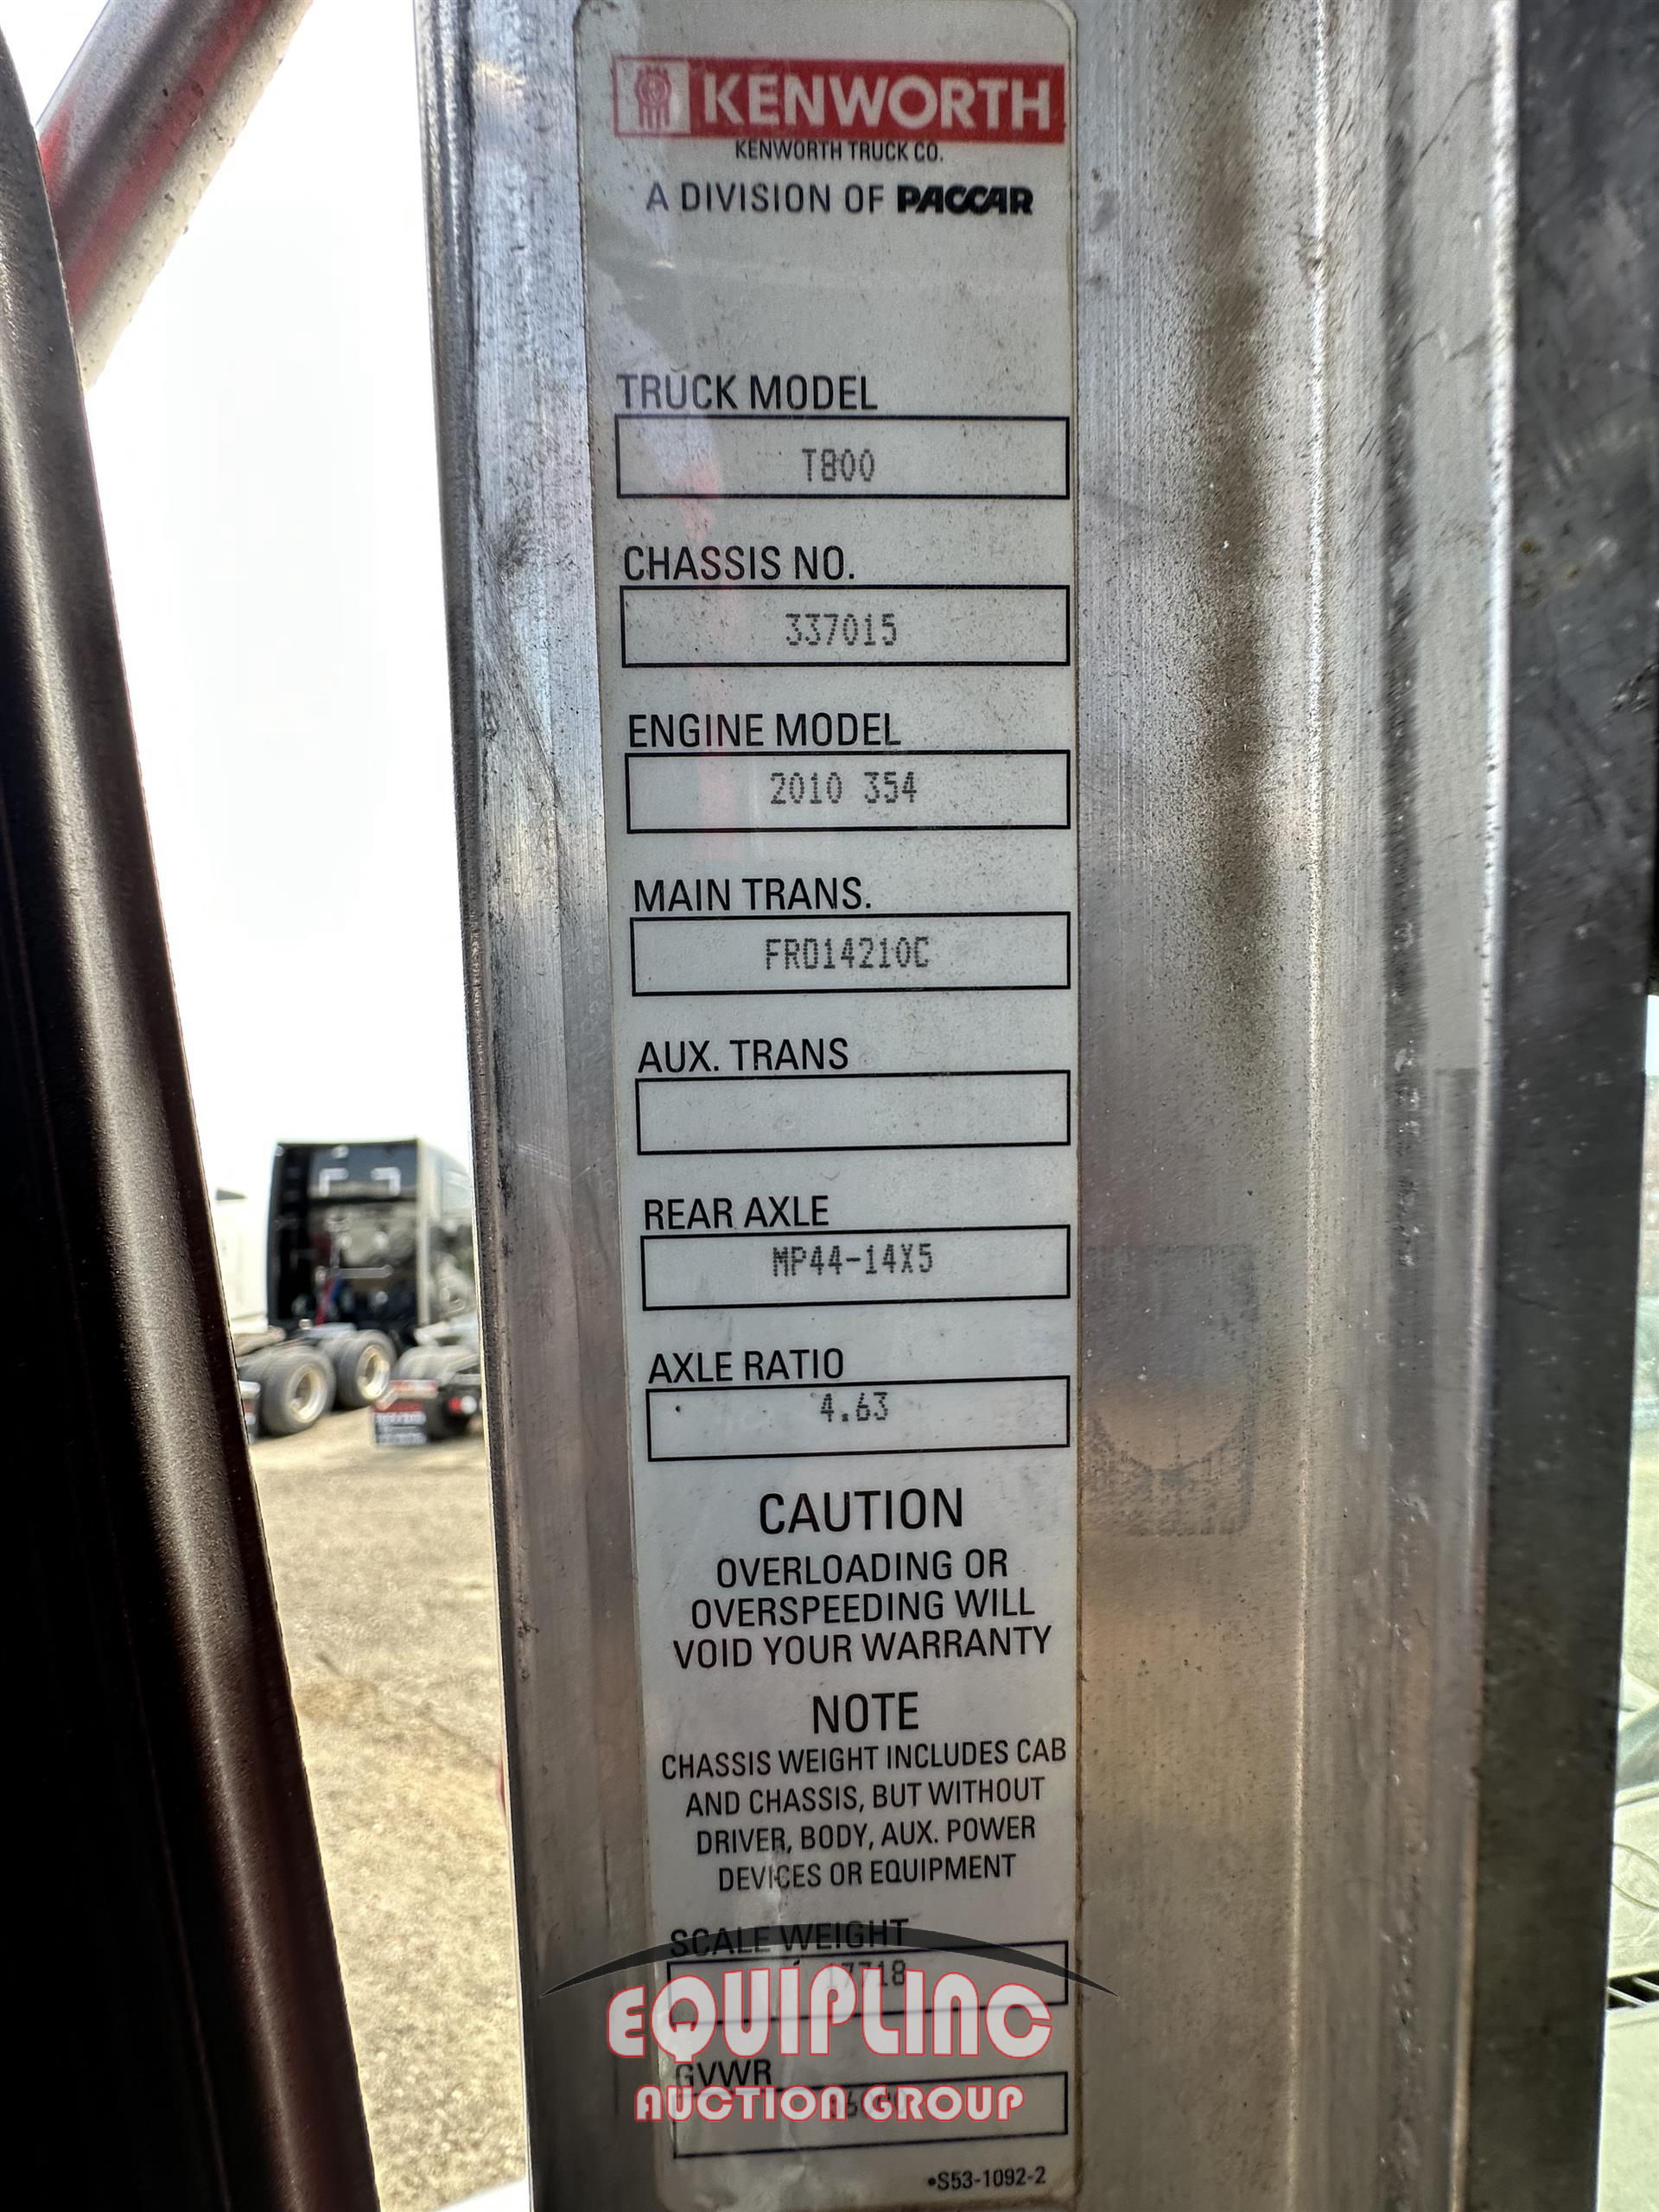 KENWORTH
KENWORTH TRUCK CO.
A DIVISION OF PACCAR
TRUCK MODEL
T800
CHASSIS NO.
337015
ENGINE MODEL
2010 354
MAIN TRANS.
FRO14210C
AUX. TRANS
REAR AXLE
MP44-14X5
AXLE RATIO
4.63
CAUTION
OVERLOADING OR
OVERSPEEDING WILL
VOID YOUR WARRANTY
NOTE
CHASSIS WEIGHT INCLUDES CAB
AND CHASSIS, BUT WITHOUT
DRIVER, BODY, AUX. POWER
DEVICES OR EQUIPMENT
SCALE WEIGHT
17718
EQUIPLINC
GVWR
AUCTION GROUP
•S53-1092-2